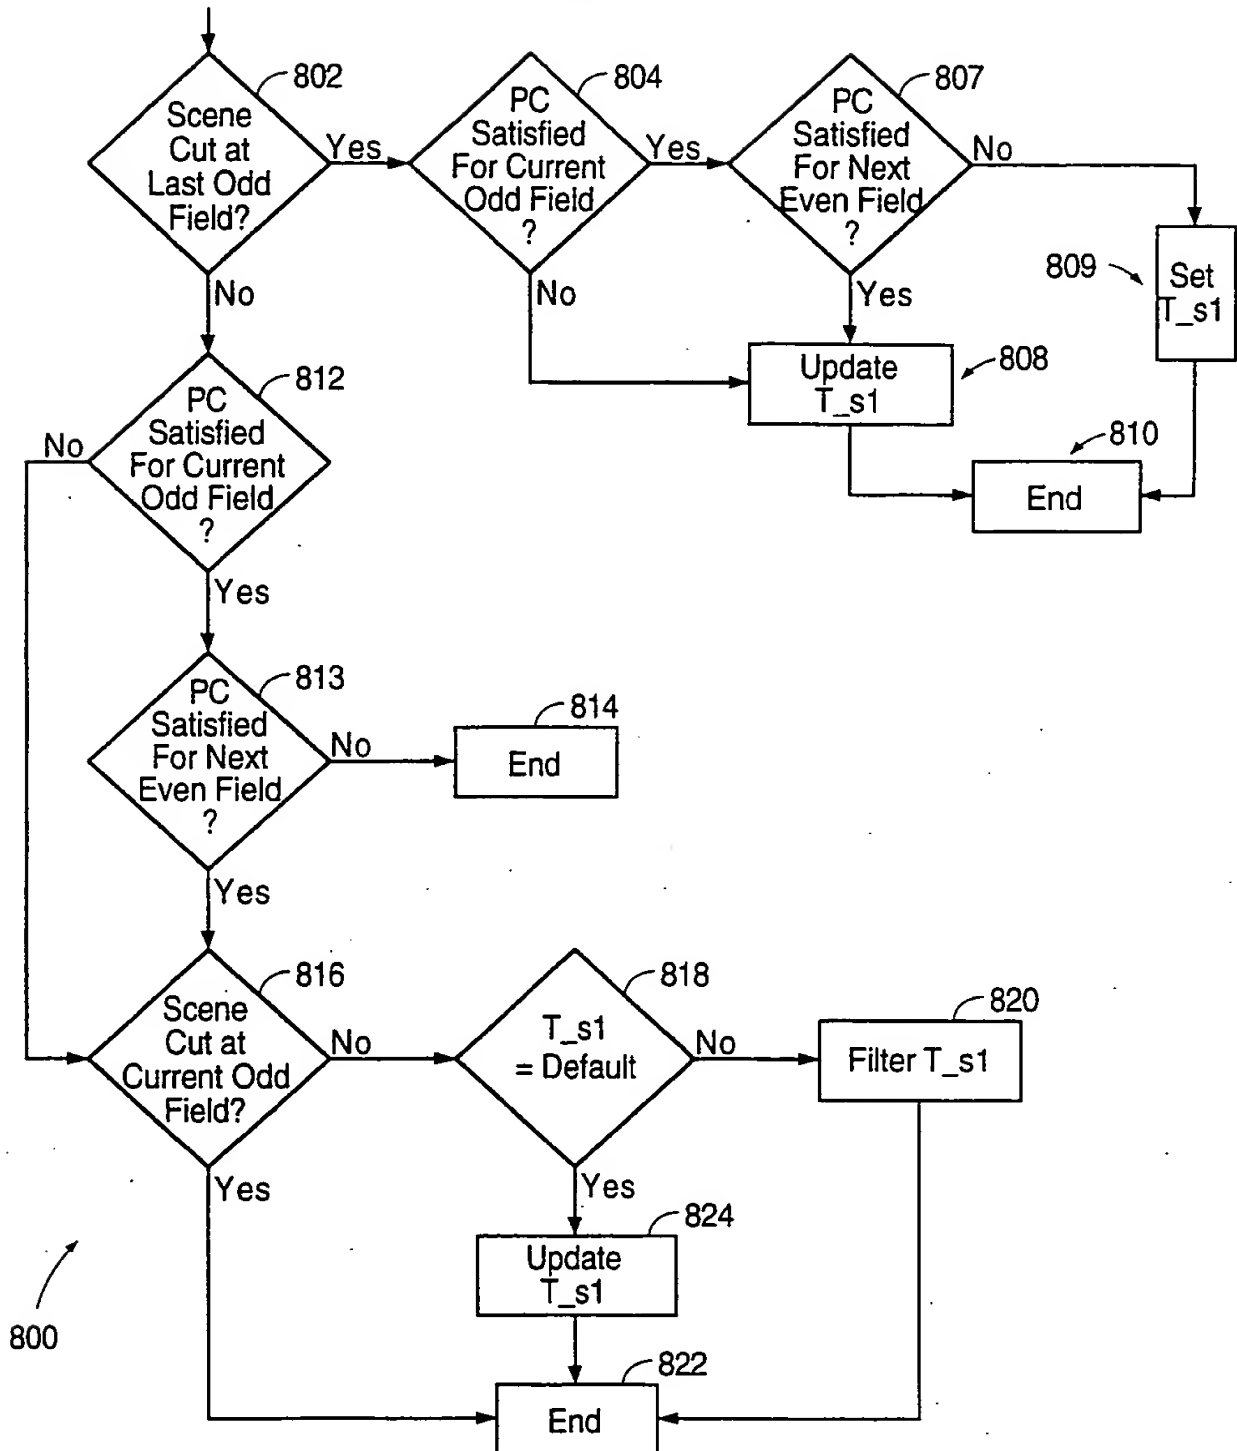 802
Scene
Cut at
Last Odd
Field?
Yes
No
804
PC
Satisfied
For Current
Odd Field
?
Yes
No
807
PC
Satisfied
For Next
Even Field
?
No
Yes
809
Set
T_s1
Update
T_s1
808
810
End
812
PC
Satisfied
For Current
Odd Field
?
No
Yes
813
PC
Satisfied
For Next
Even Field
?
No
Yes
814
End
816
Scene
Cut at
Current Odd
Field?
No
Yes
818
T_s1
= Default
No
Yes
820
Filter T_s1
824
Update
T_s1
822
End
800